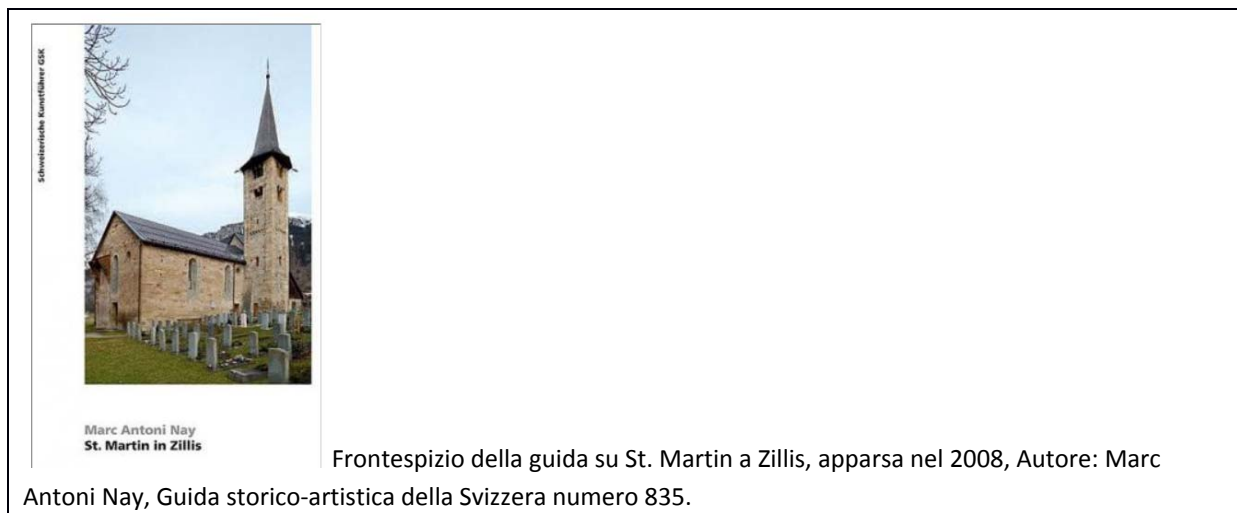 Schweizerische Kunstführer GSK
Marc Antoni Nay
St. Martin in Zillis
Frontespizio della guida su St. Martin a Zillis, apparsa nel 2008, Autore: Marc
Antoni Nay, Guida storico-artistica della Svizzera numero 835.